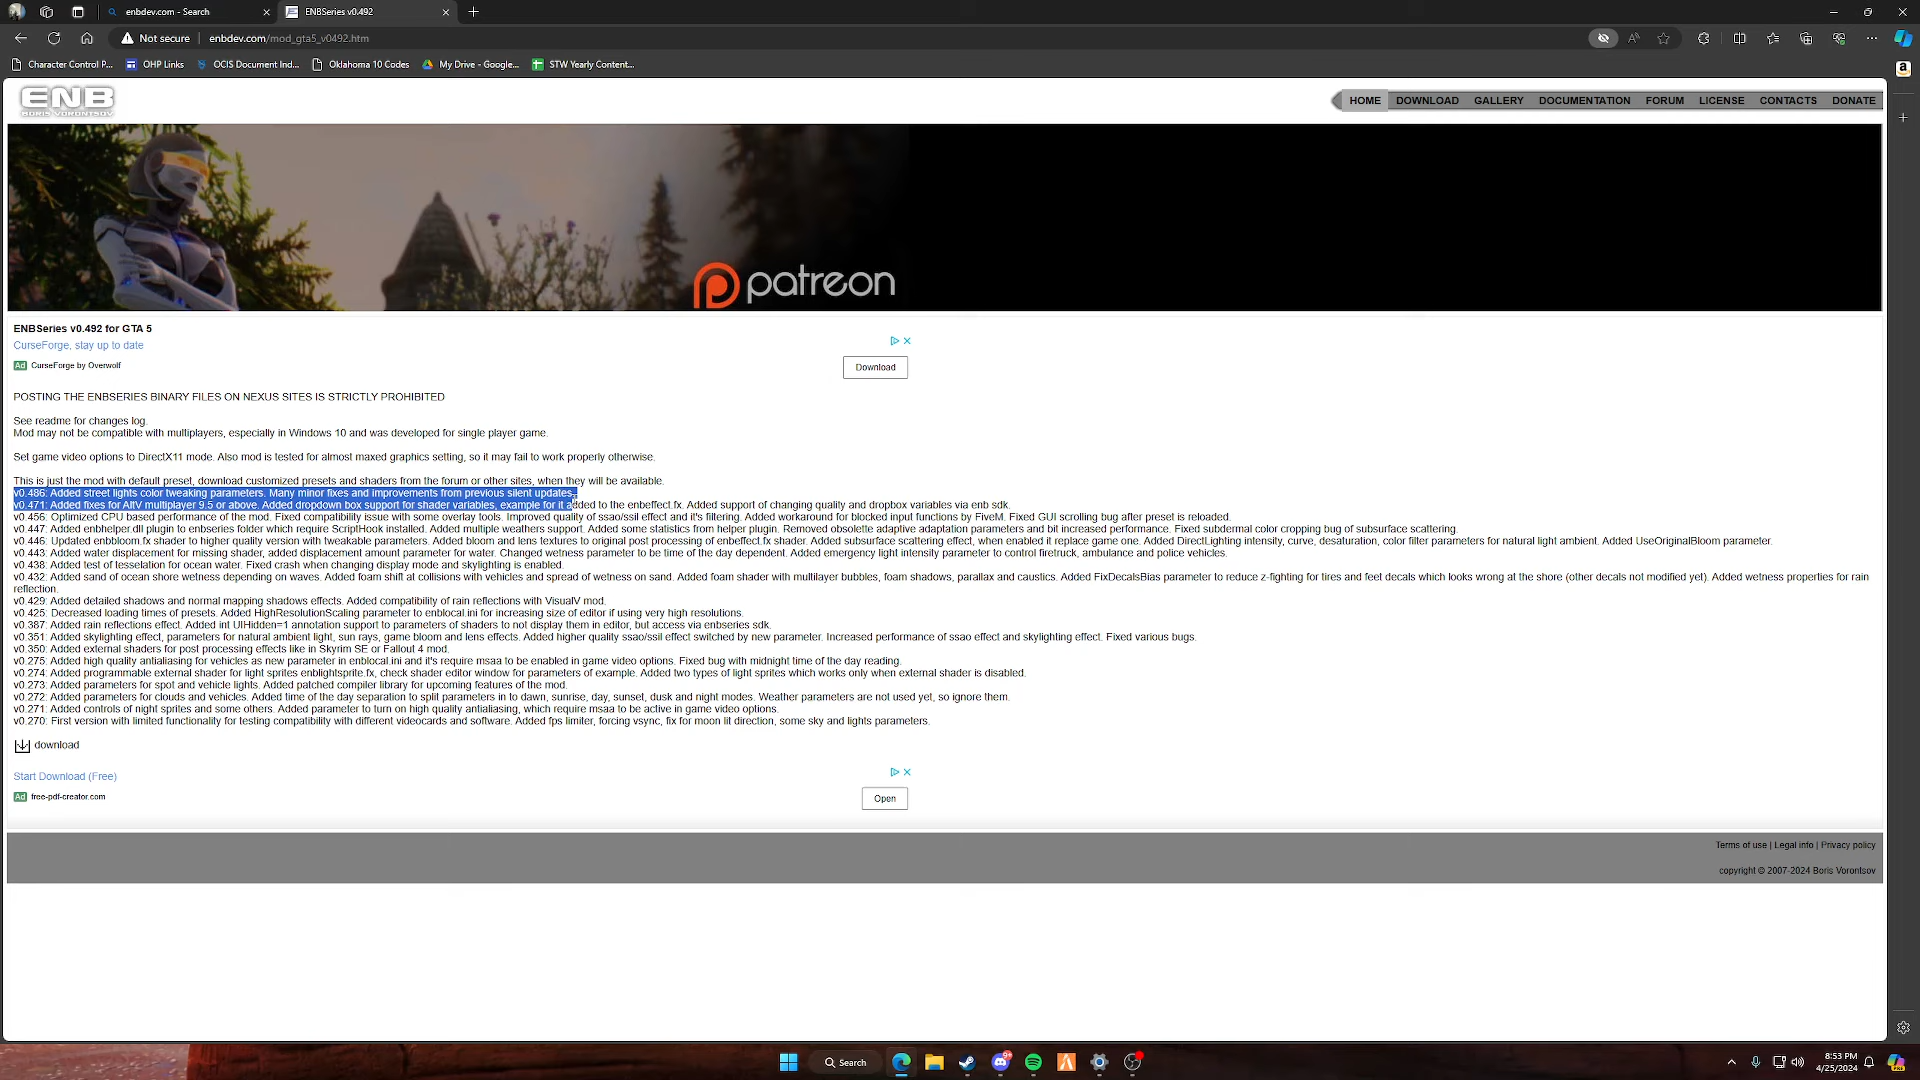 enbdev.com - Search
ENBSeries v0.492
Not secure
enbdev.com/mod_gta5_v0492.htm
Character Control P...
OHP Links
OCIS Document Ind...
Oklahoma 10 Codes
My Drive - Google...
STW Yearly Content...
ENB
BORIS VORONTSOV
HOME
DOWNLOAD
GALLERY
DOCUMENTATION
FORUM
LICENSE
CONTACTS
DONATE
patreon
ENBSeries v0.492 for GTA 5
CurseForge, stay up to date
Ad CurseForge by Overwolf
Download
POSTING THE ENBSERIES BINARY FILES ON NEXUS SITES IS STRICTLY PROHIBITED
See readme for changes log.
Mod may not be compatible with multiplayers, especially in Windows 10 and was developed for single player game.
Set game video options to DirectX11 mode. Also mod is tested for almost maxed graphics setting, so it may fail to work properly otherwise.
This is just the mod with default preset, download customized presets and shaders from the forum or other sites, when they will be available.
v0.486: Added street lights color tweaking parameters. Many minor fixes and improvements from previous silent updates.
v0.471: Added fixes for AltV multiplayer 9.5 or above. Added dropdown box support for shader variables, example for it added to the enbeffect.fx. Added support of changing quality and dropbox variables via enb sdk.
v0.456: Optimized CPU based performance of the mod. Fixed compatibility issue with some overlay tools. Improved quality of ssao/ssil effect and it's filtering. Added workaround for blocked input functions by FiveM. Fixed GUI scrolling bug after preset is reloaded.
v0.447: Added enbhelper.dll plugin to enbseries folder which require ScriptHook installed. Added multiple weathers support. Added some statistics from helper plugin. Removed obsolette adaptive adaptation parameters and bit increased performance. Fixed subdermal color cropping bug of subsurface scattering.
v0.446: Updated enbbloom.fx shader to higher quality version with tweakable parameters. Added bloom and lens textures to original post processing of enbeffect.fx shader. Added subsurface scattering effect, when enabled it replace game one. Added DirectLighting intensity, curve, desaturation, color filter parameters for natural light ambient. Added UseOriginalBloom parameter.
v0.443: Added water displacement for missing shader, added displacement amount parameter for water. Changed wetness parameter to be time of the day dependent. Added emergency light intensity parameter to control firetruck, ambulance and police vehicles.
v0.438: Added test of tesselation for ocean water. Fixed crash when changing display mode and skylighting is enabled.
v0.432: Added sand of ocean shore wetness depending on waves. Added foam shift at collisions with vehicles and spread of wetness on sand. Added foam shader with multilayer bubbles, foam shadows, parallax and caustics. Added FixDecalsBias parameter to reduce z-fighting for tires and feet decals which looks wrong at the shore (other decals not modified yet). Added wetness properties for rain
reflection.
v0.429: Added detailed shadows and normal mapping shadows effects. Added compatibility of rain reflections with VisualV mod.
v0.425: Decreased loading times of presets. Added HighResolutionScaling parameter to enblocal.ini for increasing size of editor if using very high resolutions.
v0.387: Added rain reflections effect. Added int UIHidden=1 annotation support to parameters of shaders to not display them in editor, but access via enbseries sdk.
v0.351: Added skylighting effect, parameters for natural ambient light, sun rays, game bloom and lens effects. Added higher quality ssao/ssil effect switched by new parameter. Increased performance of ssao effect and skylighting effect. Fixed various bugs.
v0.350: Added external shaders for post processing effects like in Skyrim SE or Fallout 4 mod.
v0.275: Added high quality antialiasing for vehicles as new parameter in enblocal.ini and it's require msaa to be enabled in game video options. Fixed bug with midnight time of the day reading.
v0.274: Added programmable external shader for light sprites enblightsprite.fx, check shader editor window for parameters of example. Added two types of light sprites which works only when external shader is disabled.
v0.273: Added parameters for spot and vehicle lights. Added patched compiler library for upcoming features of the mod.
v0.272: Added parameters for clouds and vehicles. Added time of the day separation to split parameters in to dawn, sunrise, day, sunset, dusk and night modes. Weather parameters are not used yet, so ignore them.
v0.271: Added controls of night sprites and some others. Added parameter to turn on high quality antialiasing, which require msaa to be active in game video options.
v0.270: First version with limited functionality for testing compatibility with different videocards and software. Added fps limiter, forcing vsync, fix for moon lit direction, some sky and lights parameters.
download
Start Download (Free)
Ad free-pdf-creator.com
Open
Terms of use | Legal info | Privacy policy
copyright © 2007-2024 Boris Vorontsov
Search
8:53 PM
4/25/2024